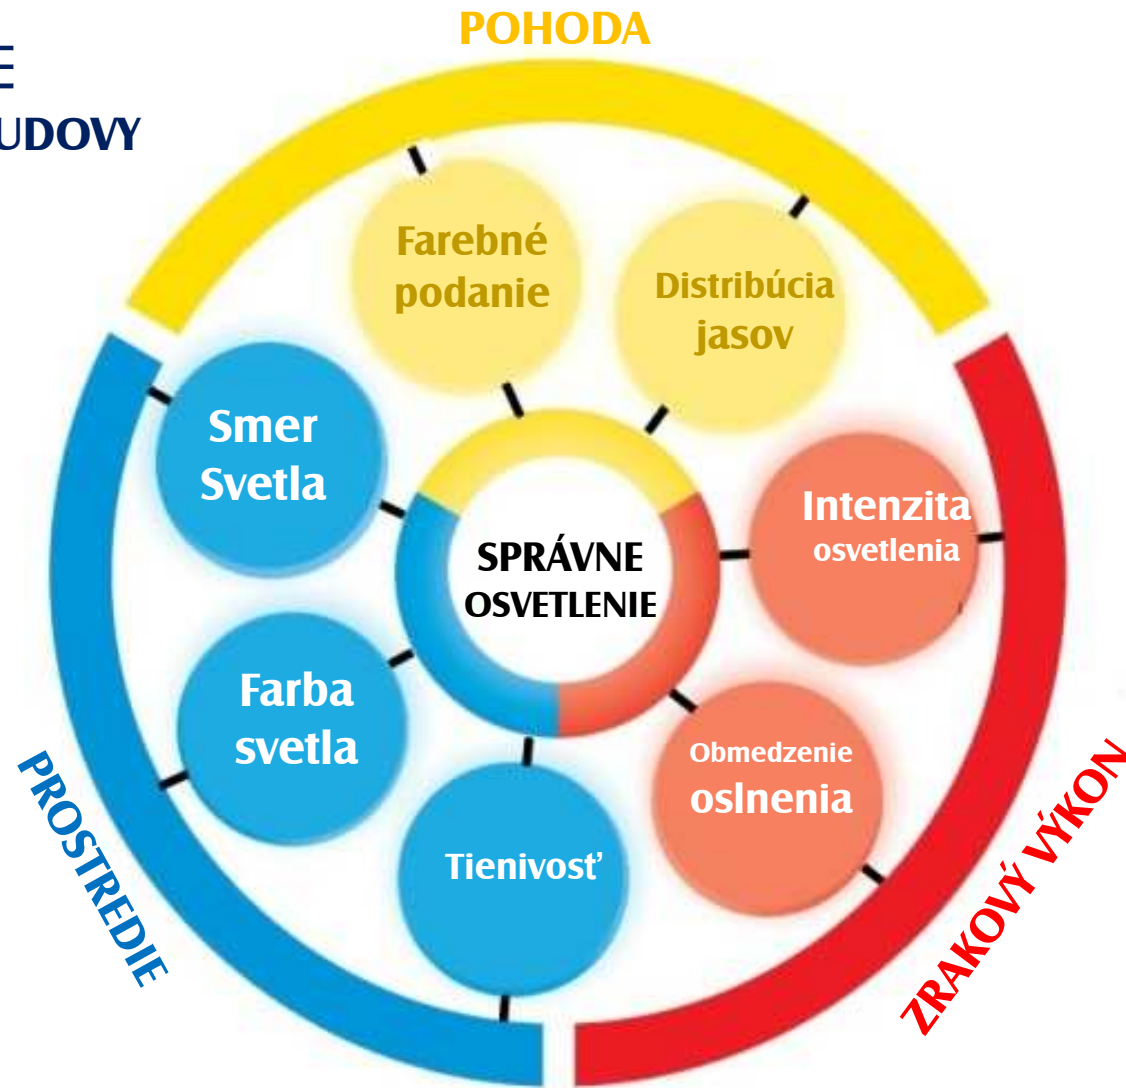 POHODA
E
UDOVY
Farebné
podanie
Distribúcia
jasov
Smer
Svetla
Intenzita
osvetlenia
SPRÁVNE
OSVETLENIE
Farba
svetla
Obmedzenie
oslnenia
Tienivosť
PROSTREDIE
ZRAKOVÝ VÝKON